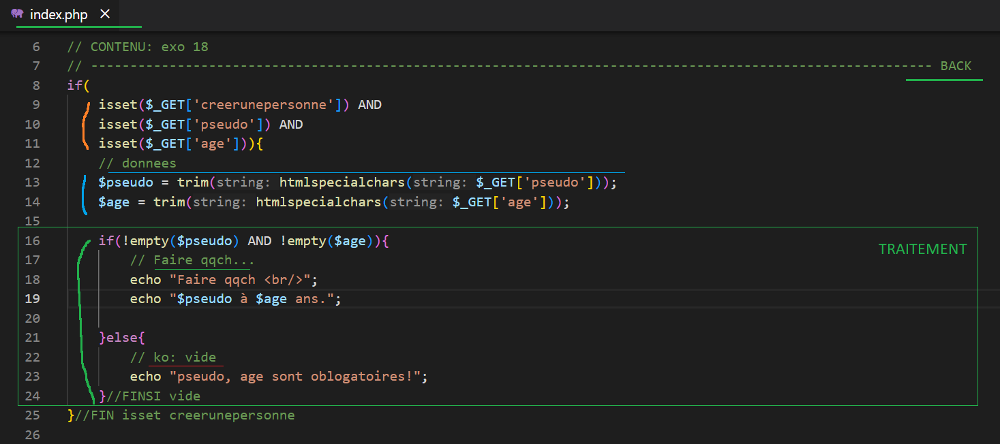 index.php ×
6 // CONTENU: exo 18
7 // ----------------------------------------------------------------------------------------------------------- BACK
8 if(
9 isset($_GET['creerunepersonne']) AND
10 isset($_GET['pseudo']) AND
11 isset($_GET['age'])){
12 // donnees
13 $pseudo = trim(string: htmlspecialchars(string: $_GET['pseudo']));
14 $age = trim(string: htmlspecialchars(string: $_GET['age']));
15
16 if(!empty($pseudo) AND !empty($age)){
TRAITEMENT
17 // Faire qqch...
18 echo "Faire qqch <br/>";
19 echo "$pseudo à $age ans.";
20
21 }else{
22 // ko: vide
23 echo "pseudo, age sont oblogatoires!";
24 }//FINSI vide
25 }//FIN isset creerunepersonne
26